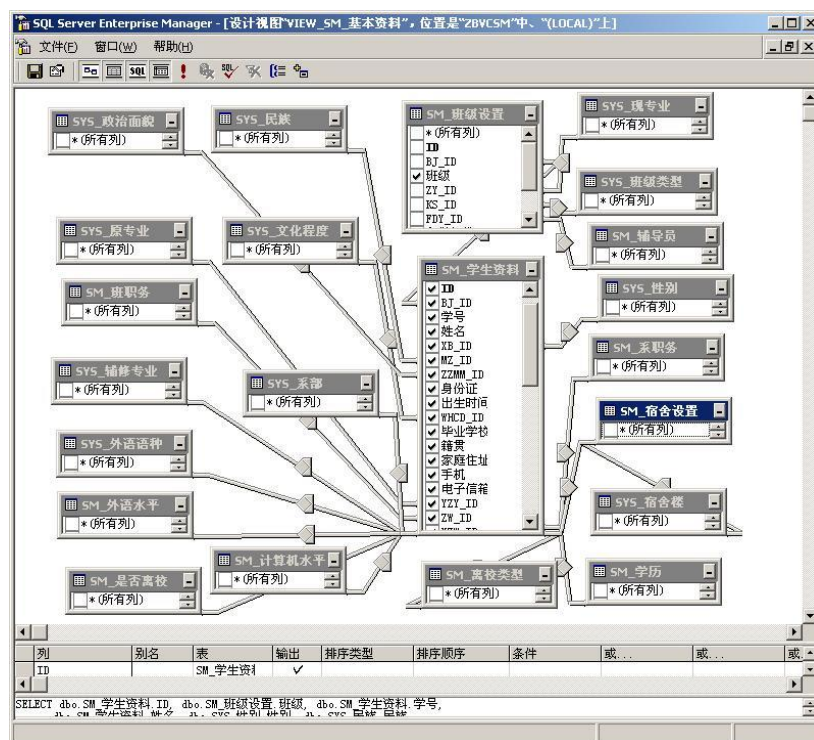 SQL Server Enterprise Manager - [设计视图“VIEW_SM_基本资料”，位置是“ZBVCSM”中、“(LOCAL)”上]
文件(F) 窗口(W) 帮助(H)
SQL
SYS_政治面貌
*(所有列)
SYS_民族
*(所有列)
SM_班级设置
*(所有列)
ID
BJ_ID
班级
ZY_ID
KS_ID
FDY_ID
SYS_现专业
*(所有列)
SYS_班级类型
*(所有列)
SM_辅导员
*(所有列)
SYS_原专业
*(所有列)
SYS_文化程度
*(所有列)
SM_班职务
*(所有列)
SM_学生资料
ID
BJ_ID
学号
姓名
XB_ID
MZ_ID
ZZMM_ID
身份证
出生时间
WHCD_ID
毕业学校
籍贯
家庭住址
手机
电子信箱
YZY_ID
ZW_ID
SYS_性别
*(所有列)
SM_系职务
*(所有列)
SYS_辅修专业
*(所有列)
SYS_系部
*(所有列)
SM_宿舍设置
*(所有列)
SYS_外语语种
*(所有列)
SM_外语水平
*(所有列)
SYS_宿舍楼
*(所有列)
SM_是否离校
*(所有列)
SM_计算机水平
*(所有列)
SM_离校类型
*(所有列)
SM_学历
*(所有列)
列 别名 表 输出 排序类型 排序顺序 条件 或... 或... 或.
ID SM_学生资料
SELECT dbo.SM_学生资料.ID, dbo.SM_班级设置.班级, dbo.SM_学生资料.学号,